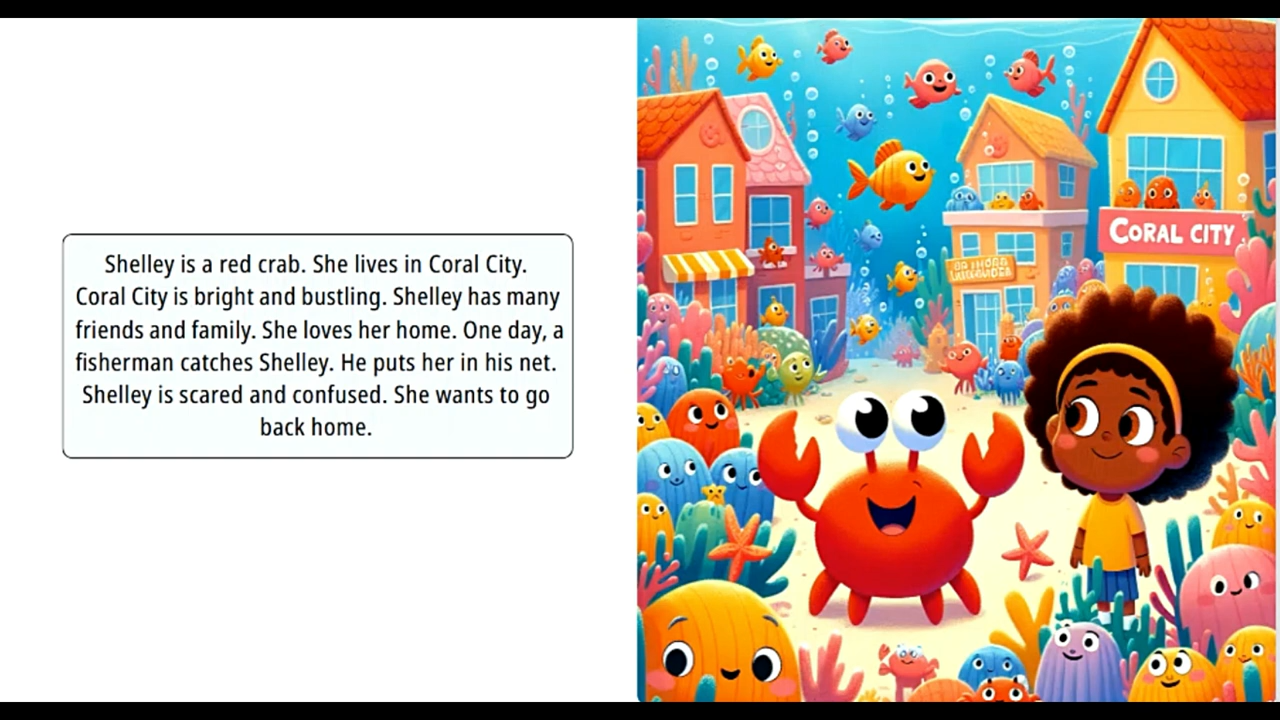 Shelley is a red crab. She lives in Coral City.
Coral City is bright and bustling. Shelley has many
friends and family. She loves her home. One day, a
fisherman catches Shelley. He puts her in his net.
Shelley is scared and confused. She wants to go
back home.
CORAL CITY